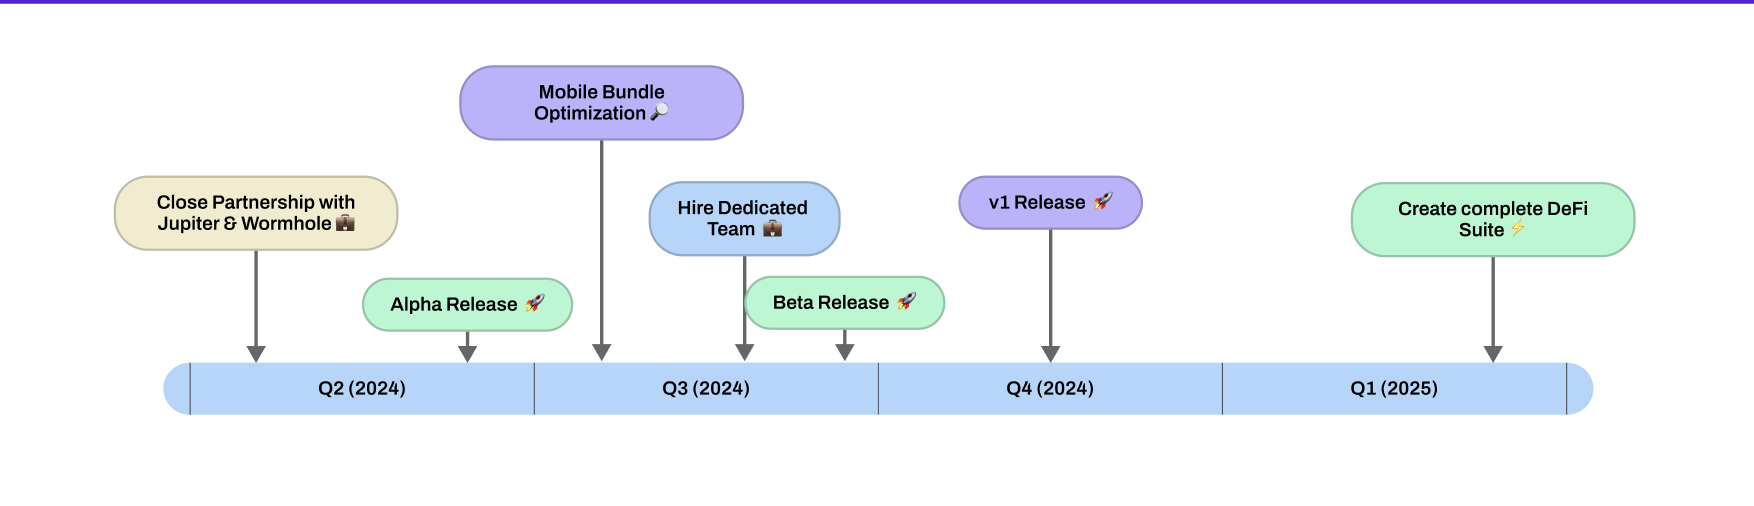 Mobile Bundle
Optimization 🔎
Close Partnership with
Jupiter & Wormhole 💼
Hire Dedicated
Team 💼
v1 Release 🚀
Create complete DeFi
Suite ⚡
Alpha Release 🚀
Beta Release 🚀
Q2 (2024)
Q3 (2024)
Q4 (2024)
Q1 (2025)